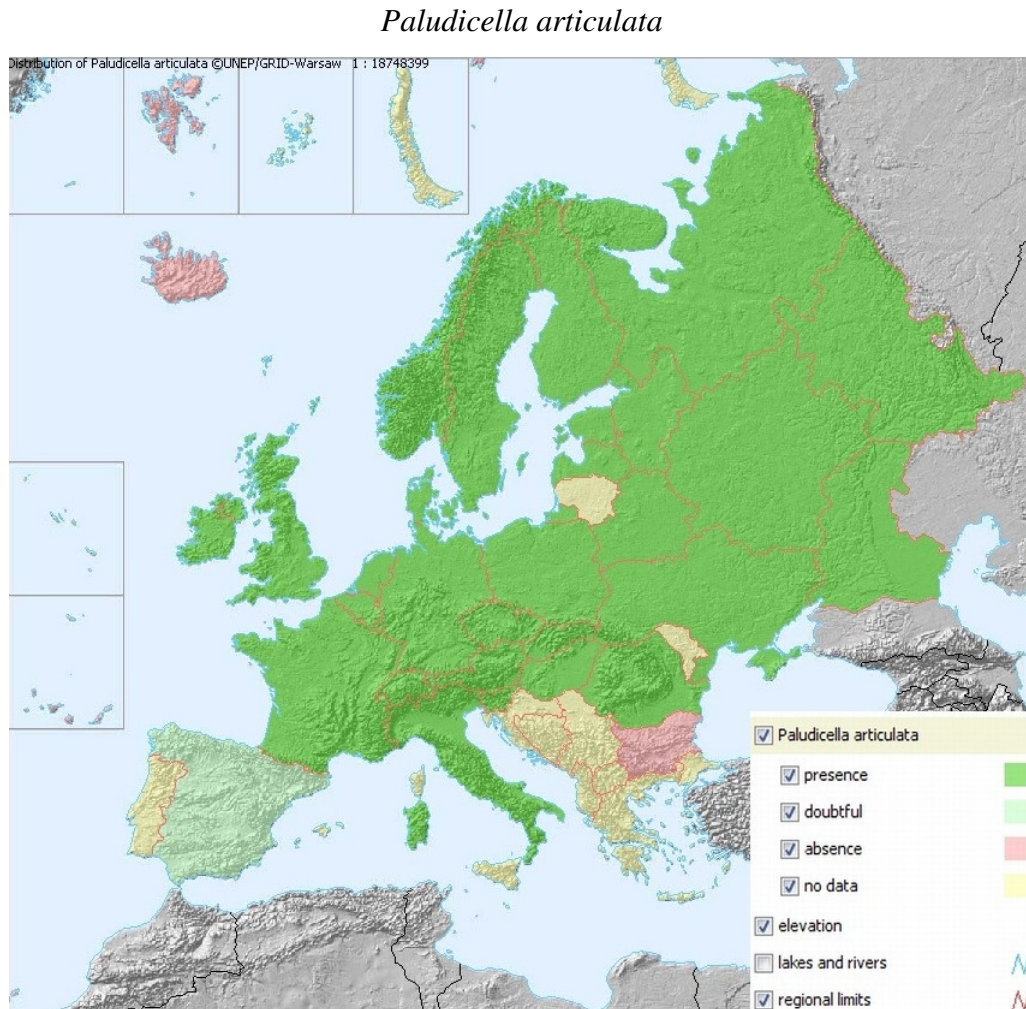 Paludicella articulata
Distribution of Paludicella articulata ©UNEP/GRID-Warsaw 1 : 18748399
Paludicella articulata
presence
doubtful
absence
no data
elevation
lakes and rivers
regional limits